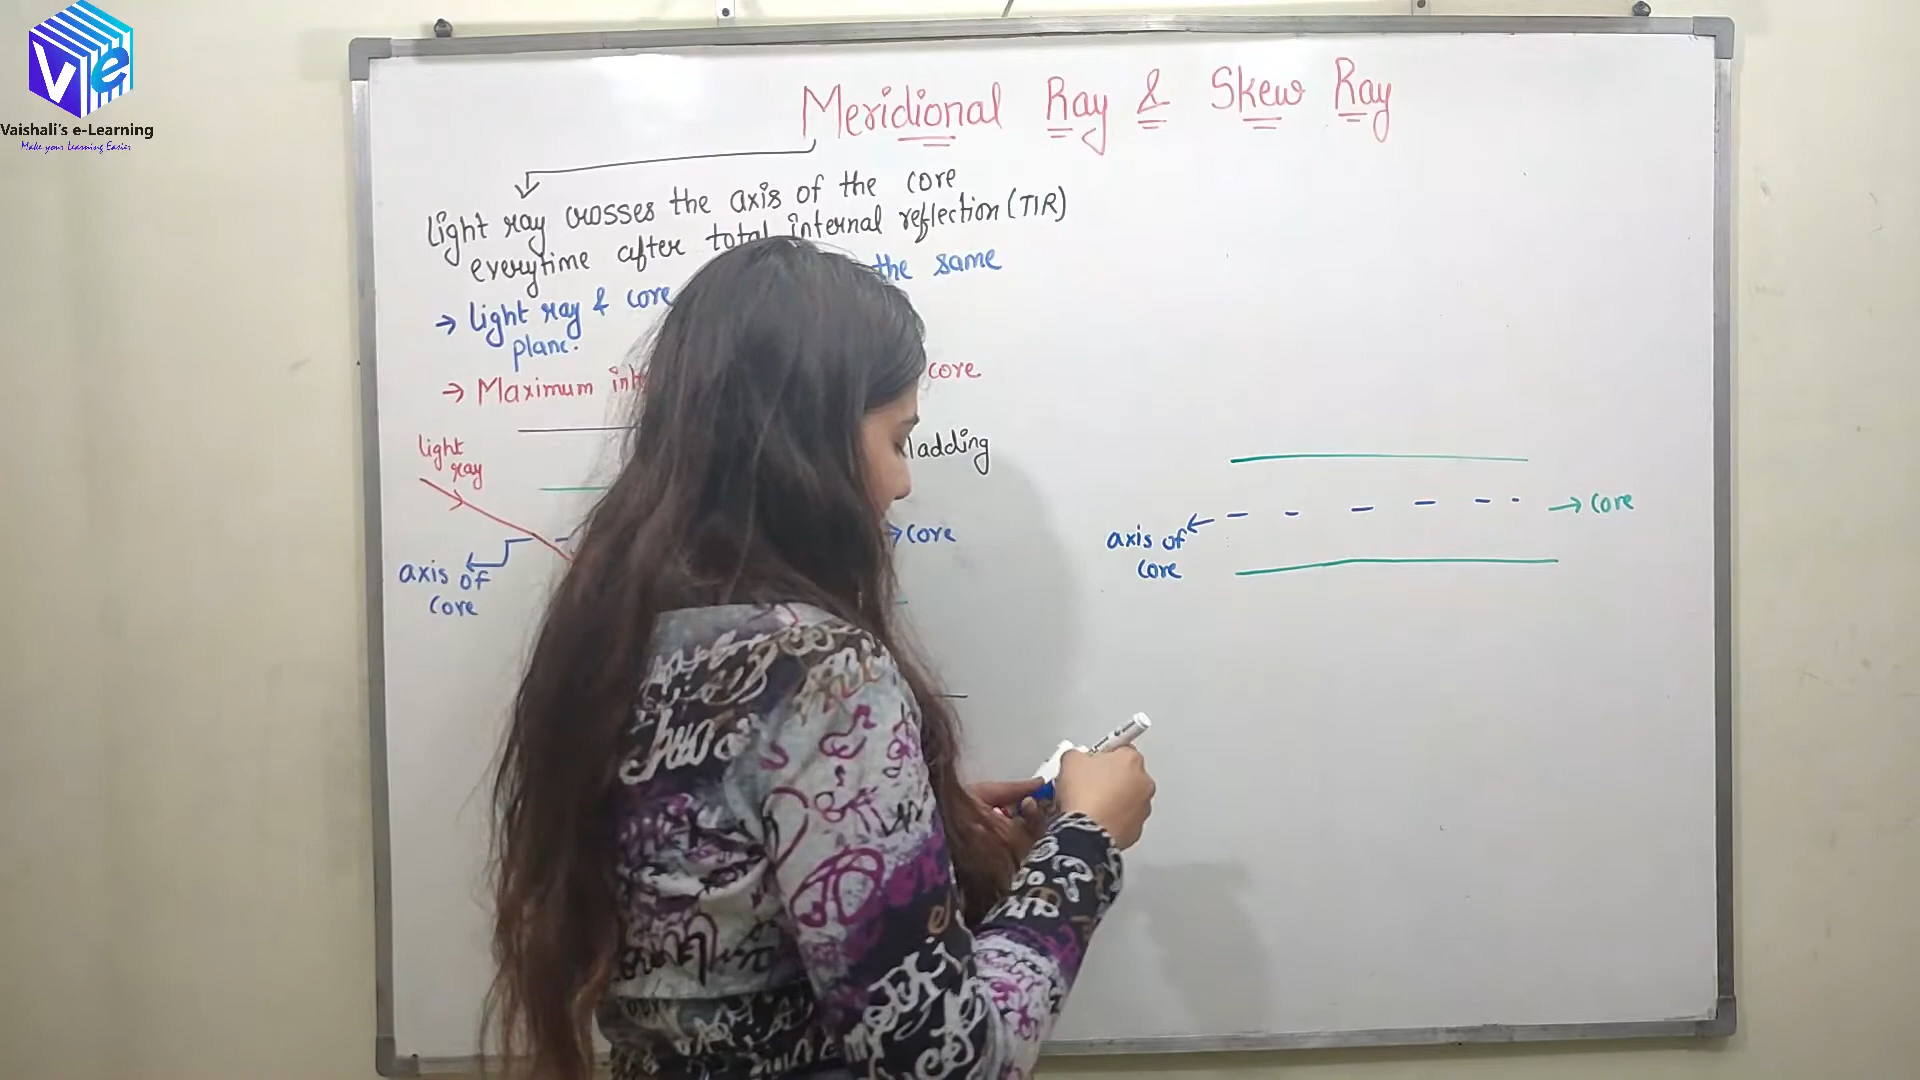 Ve
Vaishali's e-Learning
Make your Learning Easier
Meridional Ray & Skew Ray
light ray crosses the axis of the core
everytime after total internal reflection (TIR)
→ light ray & core the same
plane.
→ Maximum core
light
ray
axis of
core
→ core
axis of
core
→ core